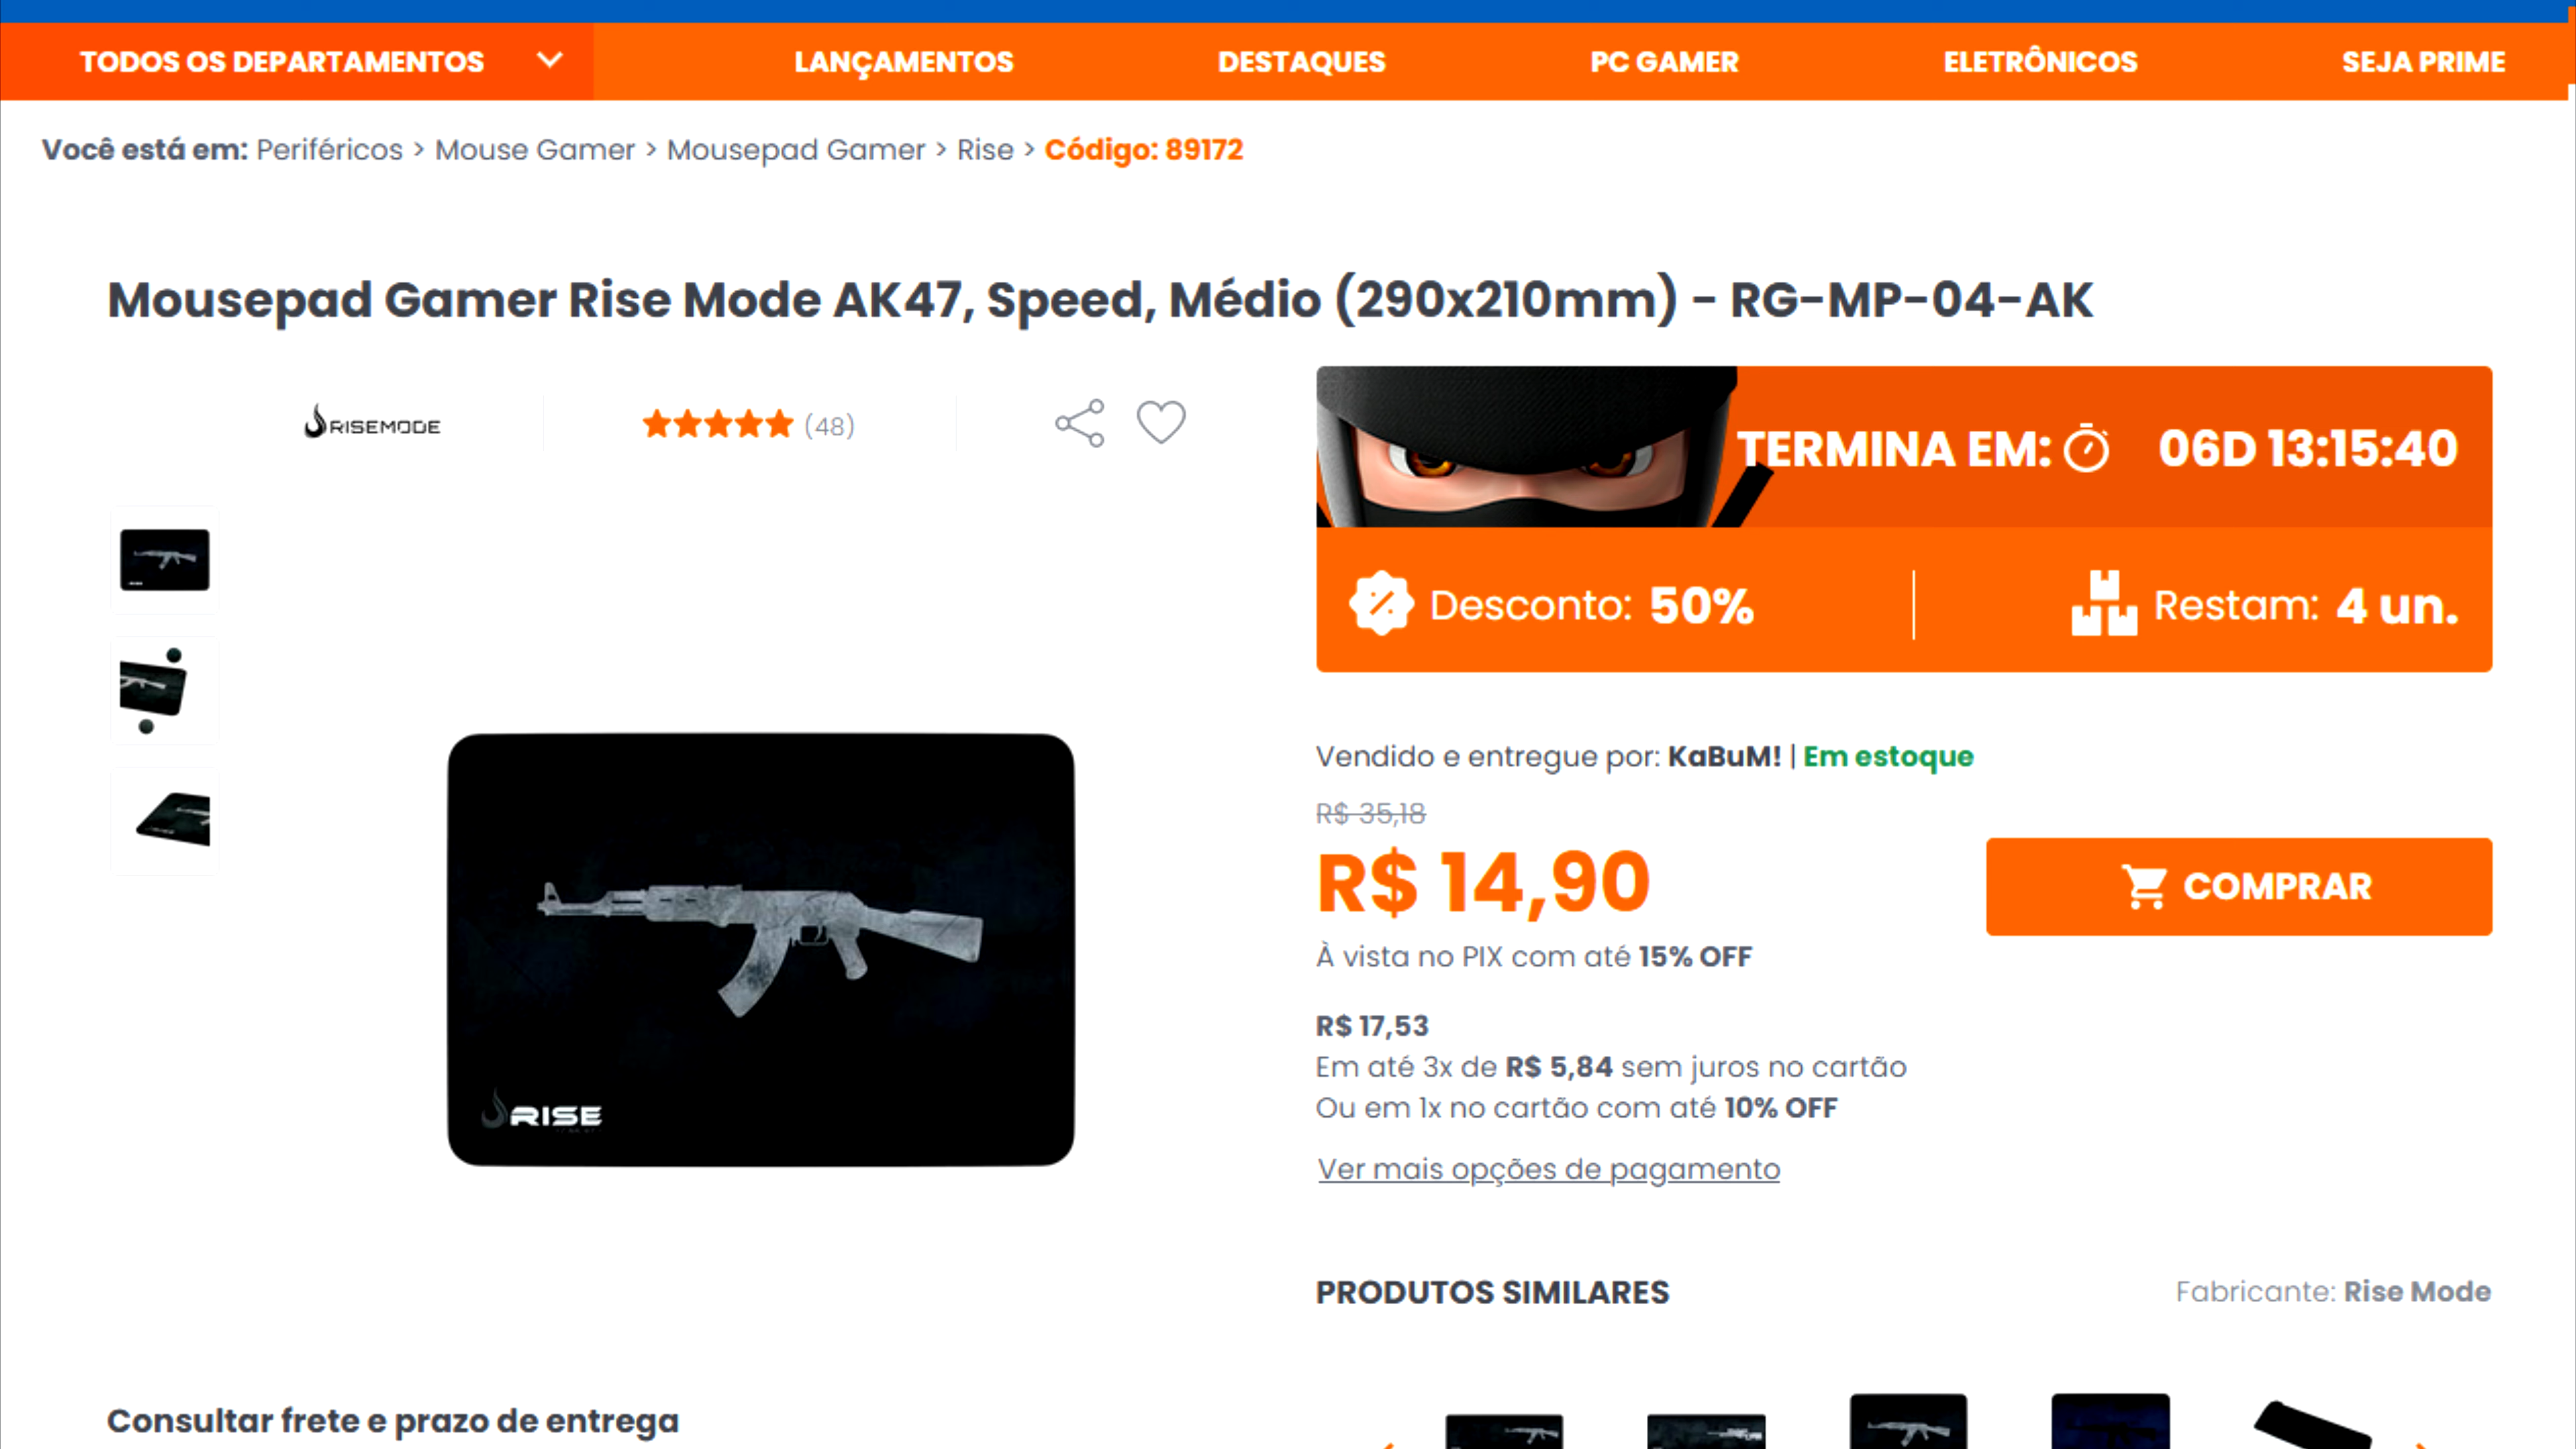 TODOS OS DEPARTAMENTOS
LANÇAMENTOS
DESTAQUES
PC GAMER
ELETRÔNICOS
SEJA PRIME
Você está em: Periféricos > Mouse Gamer > Mousepad Gamer > Rise > Código: 89172
Mousepad Gamer Rise Mode AK47, Speed, Médio (290x210mm) - RG-MP-04-AK
RISEMODE
(48)
TERMINA EM: 06D 13:15:40
Desconto: 50%
Restam: 4 un.
RISE
Vendido e entregue por: KaBuM! | Em estoque
R$ 35,18
R$ 14,90
COMPRAR
À vista no PIX com até 15% OFF
R$ 17,53
Em até 3x de R$ 5,84 sem juros no cartão
Ou em 1x no cartão com até 10% OFF
Ver mais opções de pagamento
PRODUTOS SIMILARES
Fabricante: Rise Mode
Consultar frete e prazo de entrega